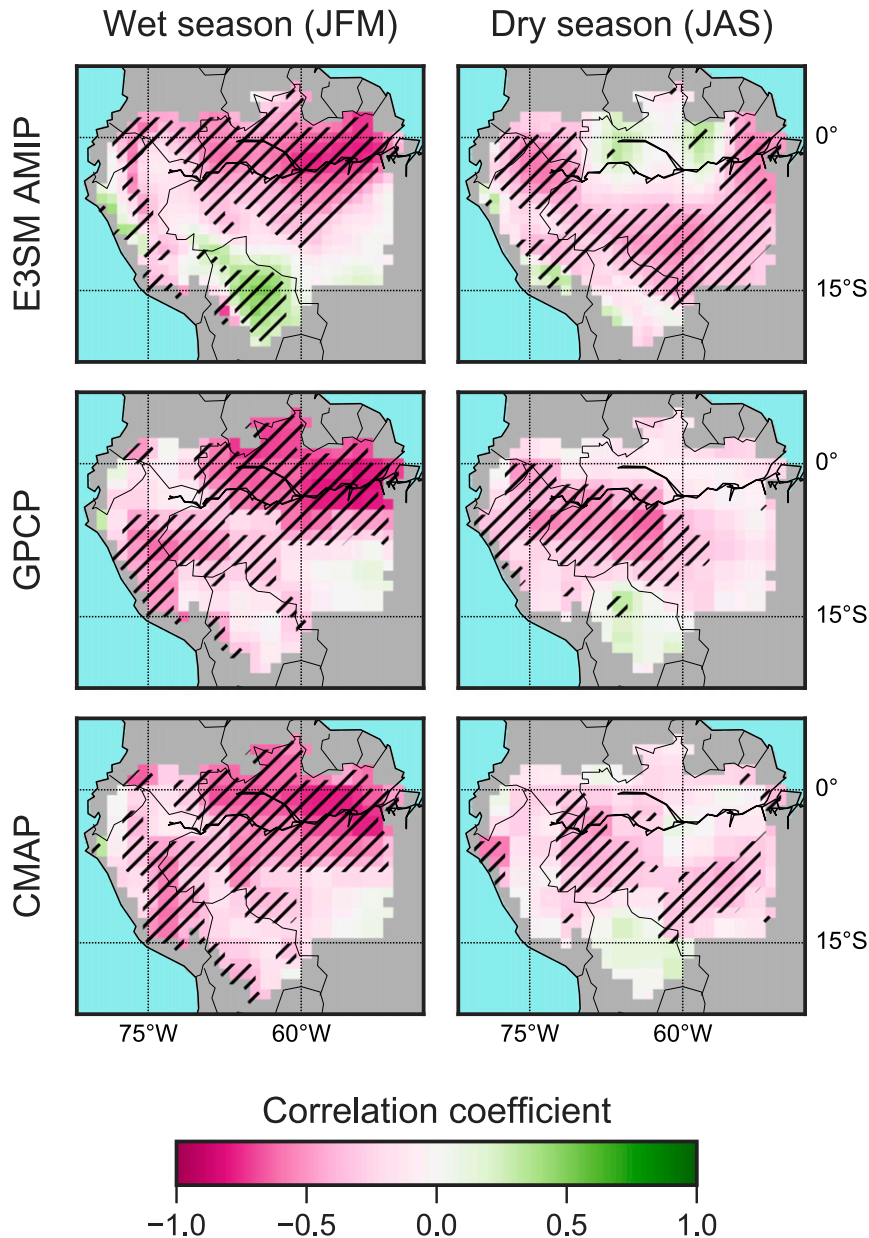 Wet season (JFM) Dry season (JAS)
E3SM AMIP
0°
15°S
GPCP
0°
15°S
CMAP
0°
15°S
75°W 60°W 75°W 60°W
Correlation coefficient
−1.0 −0.5 0.0 0.5 1.0